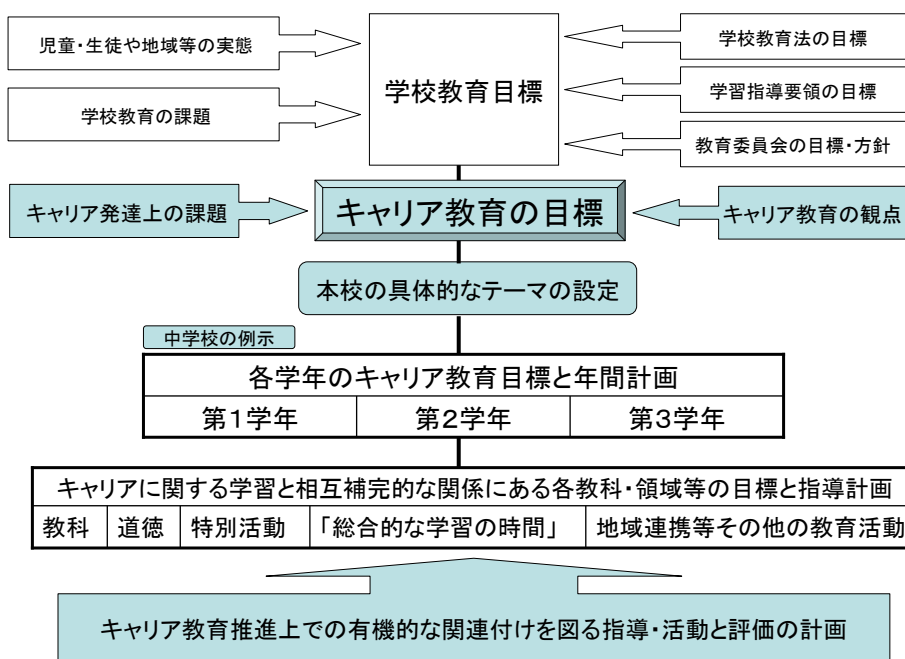 児童・生徒や地域等の実態
学校教育の課題
学校教育目標
学校教育法の目標
学習指導要領の目標
教育委員会の目標・方針
キャリア発達上の課題
キャリア教育の目標
キャリア教育の観点
本校の具体的なテーマの設定
中学校の例示
各学年のキャリア教育目標と年間計画
第1学年 第2学年 第3学年
キャリアに関する学習と相互補完的な関係にある各教科・領域等の目標と指導計画
教科 道徳 特別活動 「総合的な学習の時間」 地域連携等その他の教育活動
キャリア教育推進上での有機的な関連付けを図る指導・活動と評価の計画